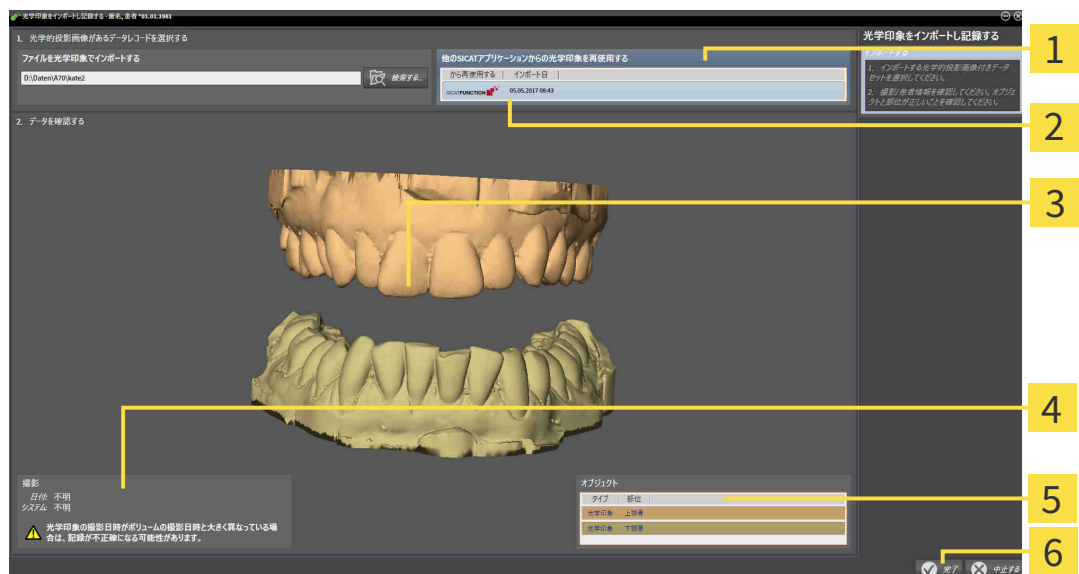 光学印象をインポートし記録する - 匿名, 患者 *01.01.1981
1. 光学的投影画像があるデータレコードを選択する
ファイルを光学印象でインポートする
D:\Daten\A70\kate2
検索する...
他のSICATアプリケーションからの光学印象を再使用する
から再使用する
インポート日
SICATFUNCTION
05.05.2017 08:43
光学印象をインポートし記録する
インポートする
1. インポートする光学的投影画像付きデータ
セットを選択してください。
2. 撮影/患者情報を確認してください。オブジェ
クトと部位が正しいことを確認してください。
2. データを確認する
1
2
3
4
5
6
撮影
日付: 不明
システム: 不明
光学印象の撮影日時がボリュームの撮影日時と大きく異なっている場
合は、記録が不正確になる可能性があります。
オブジェクト
タイプ 部位
光学印象 上顎骨
光学印象 下顎骨
完了
中止する